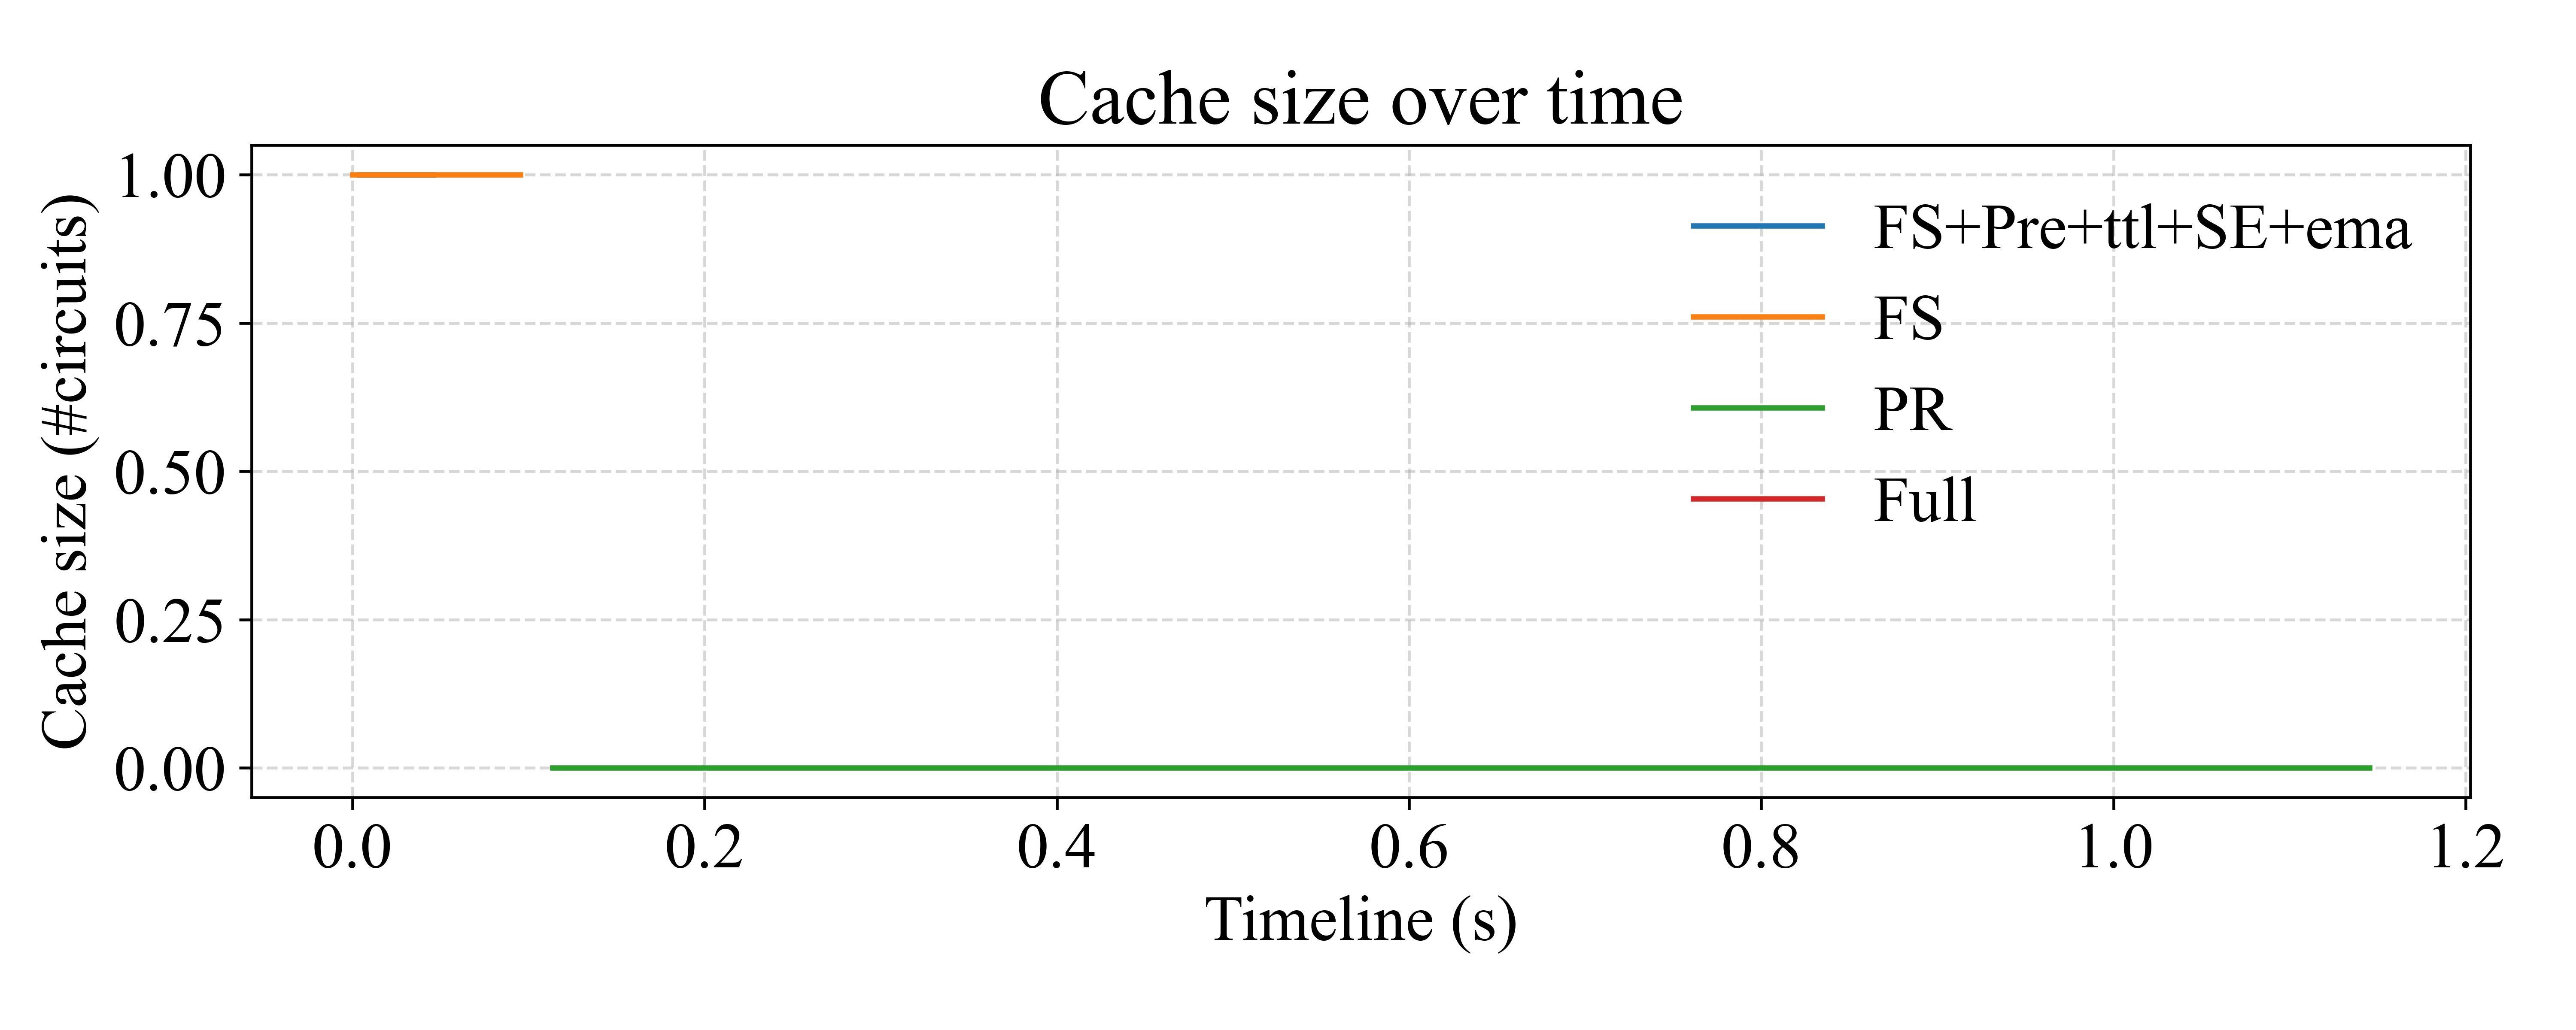 Cache size over time
Cache size (#circuits)
1.00
0.75
0.50
0.25
0.00
FS+Pre+ttl+SE+ema
FS
PR
Full
0.0 0.2 0.4 0.6 0.8 1.0 1.2
Timeline (s)